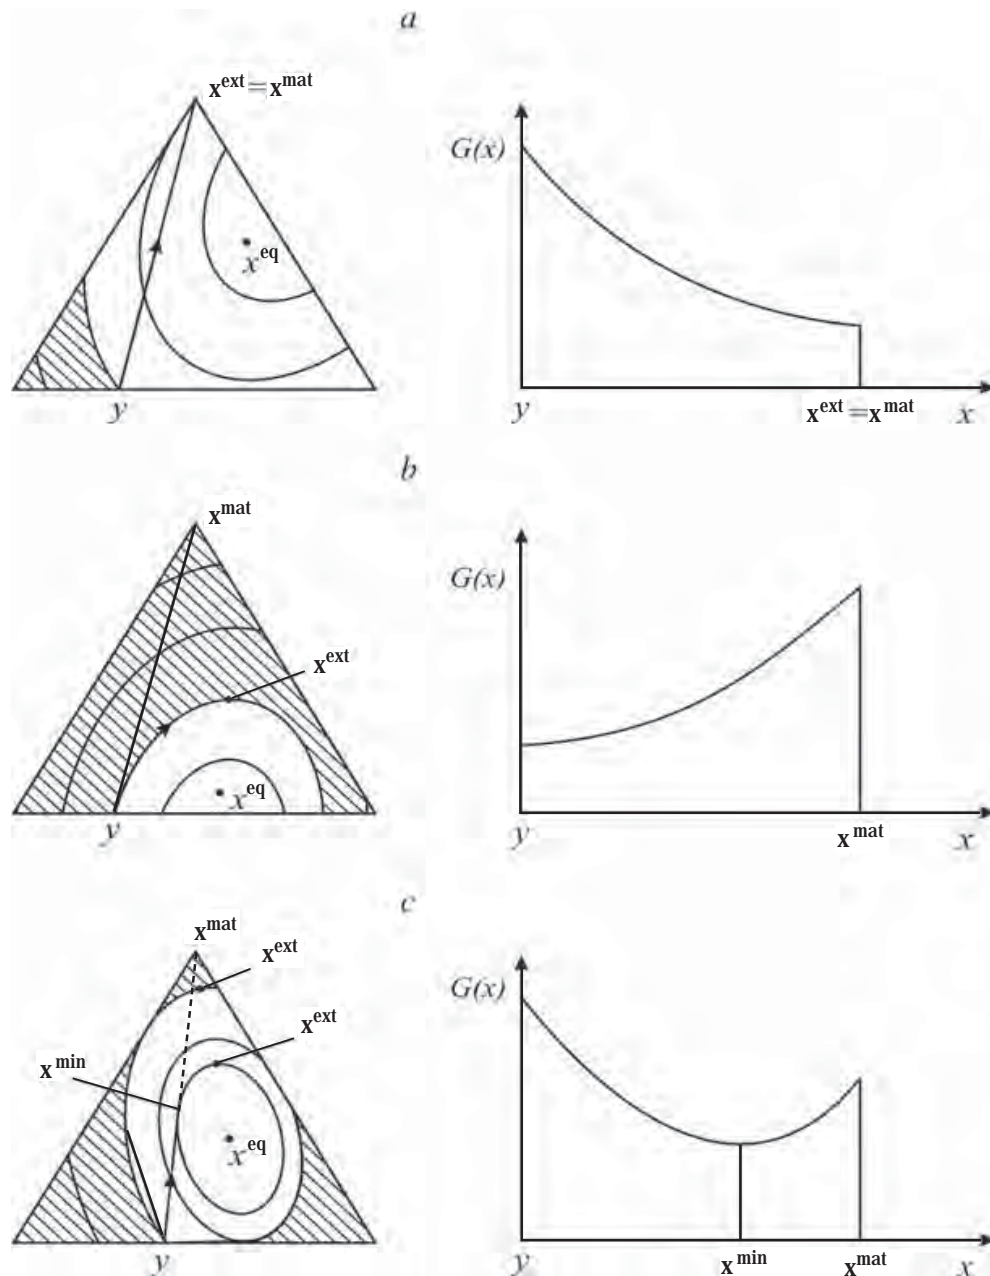 a
x^ext = x^mat
x^eq
y
G(x)
y
x^ext = x^mat
x
b
x^mat
x^ext
x^eq
y
G(x)
y
x^mat
x
c
x^mat
x^ext
x^ext
x^min
x^eq
y
G(x)
y
x^min
x^mat
x